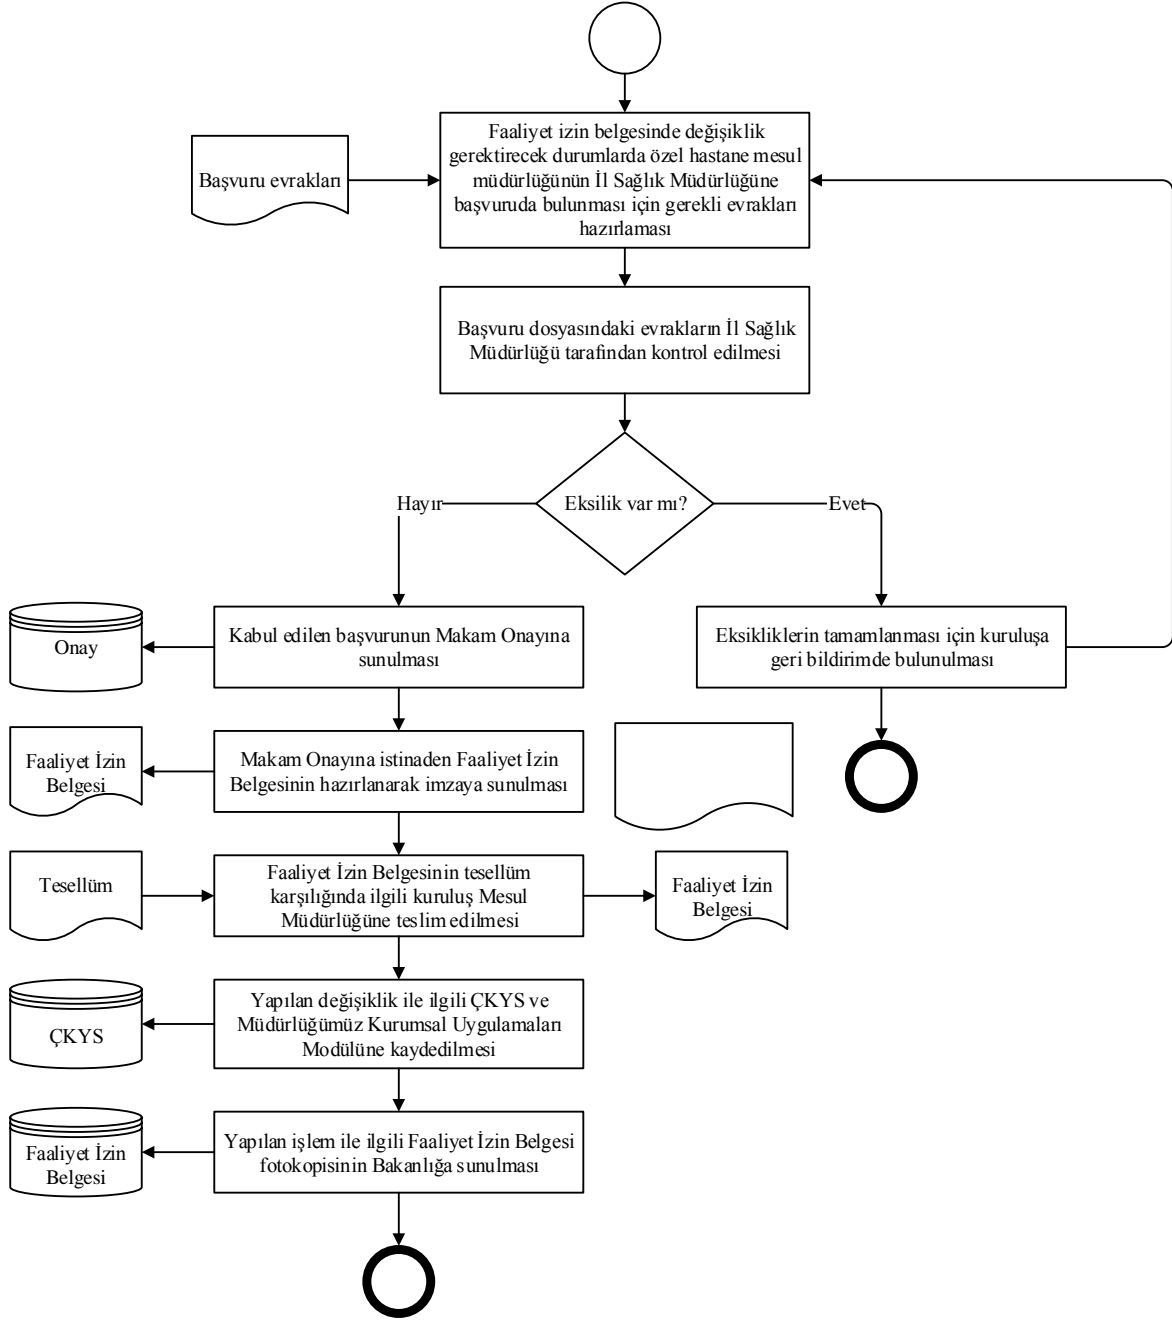 Faaliyet izin belgesinde değişiklik
gerektirecek durumlarda özel hastane mesul
müdürlüğünün İl Sağlık Müdürlüğüne
başvuruda bulunması için gerekli evrakları
hazırlaması
Başvuru evrakları
Başvuru dosyasındaki evrakların İl Sağlık
Müdürlüğü tarafından kontrol edilmesi
Hayır
Eksilik var mı?
Evet
Onay
Kabul edilen başvurunun Makam Onayına
sunulması
Eksikliklerin tamamlanması için kuruluşa
geri bildirimde bulunulması
Faaliyet İzin
Belgesi
Makam Onayına istinaden Faaliyet İzin
Belgesinin hazırlanarak imzaya sunulması
Tesellüm
Faaliyet İzin Belgesinin tesellüm
karşılığında ilgili kuruluş Mesul
Müdürlüğüne teslim edilmesi
Faaliyet İzin
Belgesi
ÇKYS
Yapılan değişiklik ile ilgili ÇKYS ve
Müdürlüğümüz Kurumsal Uygulamaları
Modülüne kaydedilmesi
Faaliyet İzin
Belgesi
Yapılan işlem ile ilgili Faaliyet İzin Belgesi
fotokopisinin Bakanlığa sunulması